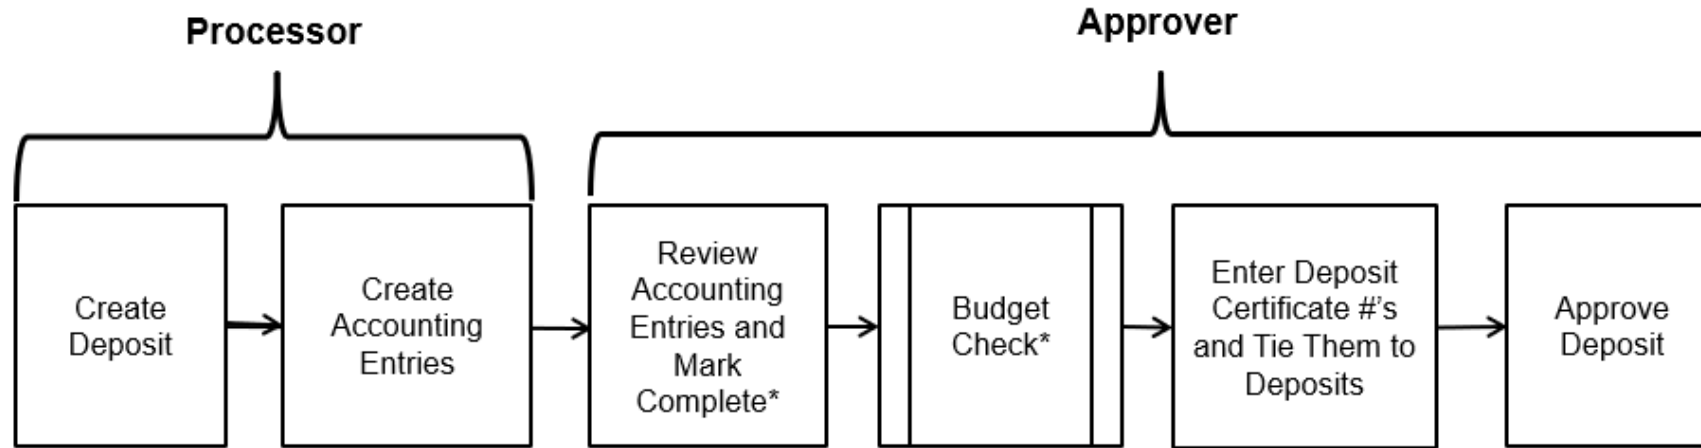 Processor
Approver
Create
Deposit
Create
Accounting
Entries
Review
Accounting
Entries and
Mark
Complete*
Budget
Check*
Enter Deposit
Certificate #'s
and Tie Them to
Deposits
Approve
Deposit